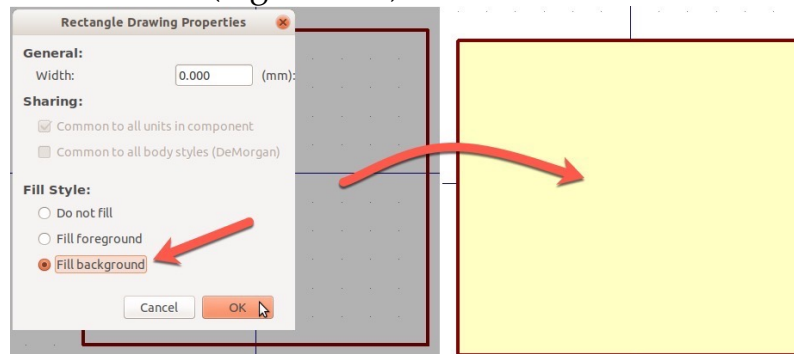 Rectangle Drawing Properties
General:
Width: 0.000 (mm):
Sharing:
Common to all units in component
Common to all body styles (DeMorgan)
Fill Style:
Do not fill
Fill foreground
Fill background
Cancel OK